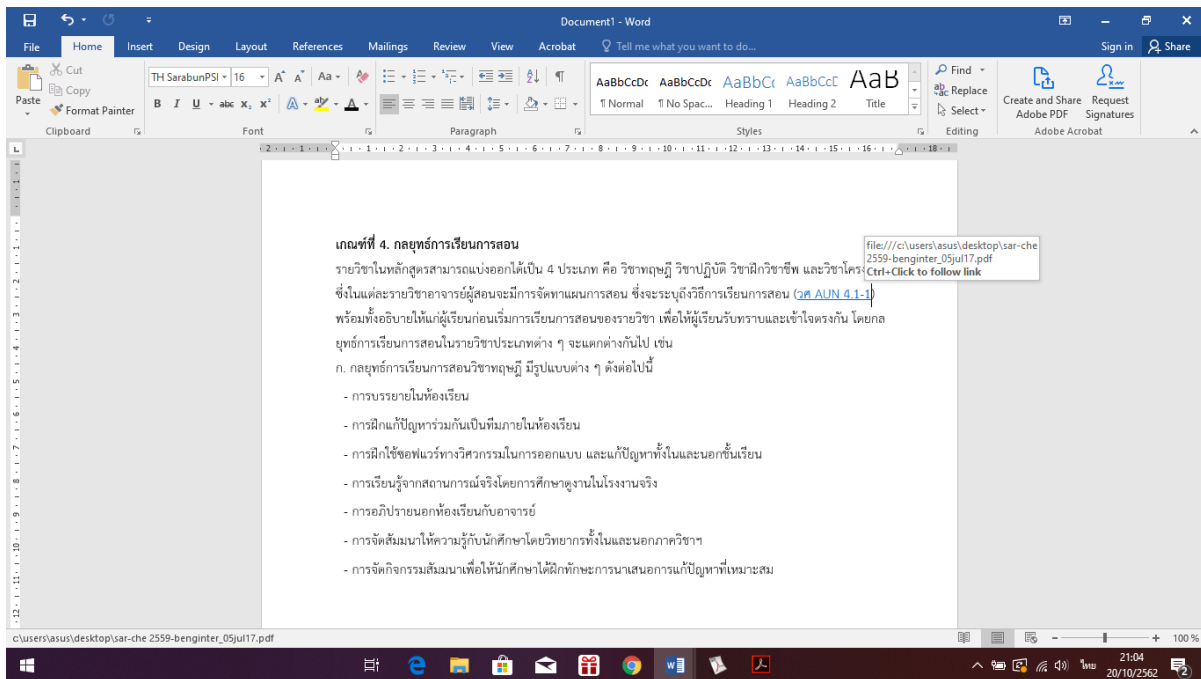 Document1 - Word
File Home Insert Design Layout References Mailings Review View Acrobat Tell me what you want to do... Sign in Share
Paste
Cut
Copy
Format Painter
Clipboard
TH SarabunPSI 16
Font
Paragraph
AaBbCcDc AaBbCcDc AaBbCc AaBbCcE AaB
¶ Normal ¶ No Spac... Heading 1 Heading 2 Title
Styles
Find
Replace
Select
Editing
Create and Share Adobe PDF
Request Signatures
Adobe Acrobat
เกณฑ์ที่ 4. กลยุทธ์การเรียนการสอน
file:///c:\users\asus\desktop\sar-che
2559-benginter_05jul17.pdf
Ctrl+Click to follow link
รายวิชาในหลักสูตรสามารถแบ่งออกได้เป็น 4 ประเภท คือ วิชาทฤษฎี วิชาปฏิบัติ วิชาฝึกวิชาชีพ และวิชาโครง
ซึ่งในแต่ละรายวิชาอาจารย์ผู้สอนจะมีการจัดทาแผนการสอน ซึ่งจะระบุถึงวิธีการเรียนการสอน (วศ AUN 4.1-1)
พร้อมทั้งอธิบายให้แก่ผู้เรียนก่อนเริ่มการเรียนการสอนของรายวิชา เพื่อให้ผู้เรียนรับทราบและเข้าใจตรงกัน โดยกล
ยุทธ์การเรียนการสอนในรายวิชาประเภทต่าง ๆ จะแตกต่างกันไป เช่น
ก. กลยุทธ์การเรียนการสอนวิชาทฤษฎี มีรูปแบบต่าง ๆ ดังต่อไปนี้
- การบรรยายในห้องเรียน
- การฝึกแก้ปัญหาร่วมกันเป็นทีมภายในห้องเรียน
- การฝึกใช้ซอฟแวร์ทางวิศวกรรมในการออกแบบ และแก้ปัญหาทั้งในและนอกชั้นเรียน
- การเรียนรู้จากสถานการณ์จริงโดยการศึกษาดูงานในโรงงานจริง
- การอภิปรายนอกห้องเรียนกับอาจารย์
- การจัดสัมมนาให้ความรู้กับนักศึกษาโดยวิทยากรทั้งในและนอกภาควิชาฯ
- การจัดกิจกรรมสัมมนาเพื่อให้นักศึกษาได้ฝึกทักษะการนาเสนอการแก้ปัญหาที่เหมาะสม
c:\users\asus\desktop\sar-che 2559-benginter_05jul17.pdf
100 %
ไทย
21:04
20/10/2562